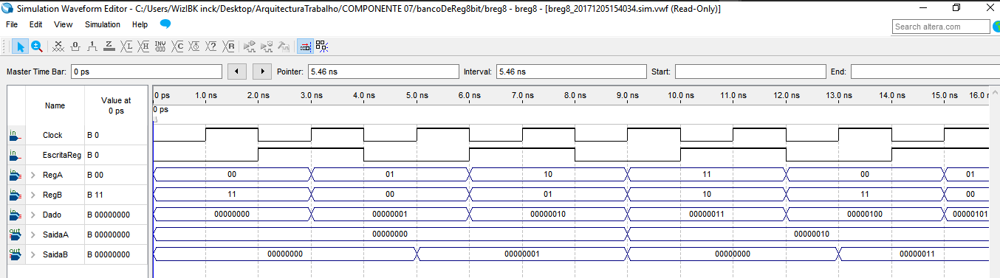 Simulation Waveform Editor - C:/Users/WizIBK inck/Desktop/ArquitecturaTrabalho/COMPONENTE 07/bancoDeReg8bit/breg8 - breg8 - [breg8_20171205154034.sim.vwf (Read-Only)]
File Edit View Simulation Help
Search altera.com
Master Time Bar: 0 ps Pointer: 5.46 ns Interval: 5.46 ns Start: End:
Name Value at 0 ps
0 ps 1.0 ns 2.0 ns 3.0 ns 4.0 ns 5.0 ns 6.0 ns 7.0 ns 8.0 ns 9.0 ns 10.0 ns 11.0 ns 12.0 ns 13.0 ns 14.0 ns 15.0 ns 16.0 n
0 ps
in Clock B 0
in EscritaReg B 0
in RegA B 00 00 01 10 11 00 01
in RegB B 11 11 00 01 10 11 00
in Dado B 00000000 00000000 00000001 00000010 00000011 00000100 00000101
out SaidaA B 00000000 00000000 00000010
out SaidaB B 00000000 00000000 00000001 00000000 00000011